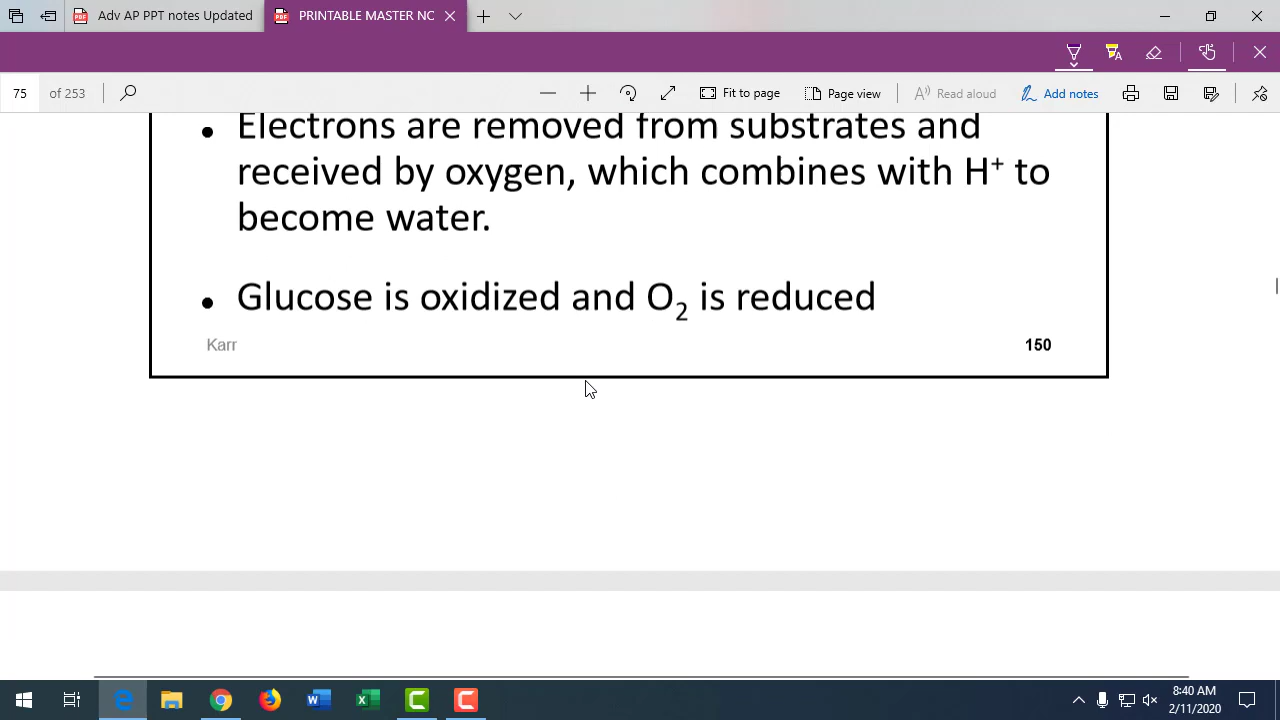 Adv AP PPT notes Updated
PRINTABLE MASTER NC
75 of 253
Fit to page
Page view
Read aloud
Add notes
• Electrons are removed from substrates and
received by oxygen, which combines with H⁺ to
become water.
• Glucose is oxidized and O₂ is reduced
Karr
150
8:40 AM
2/11/2020